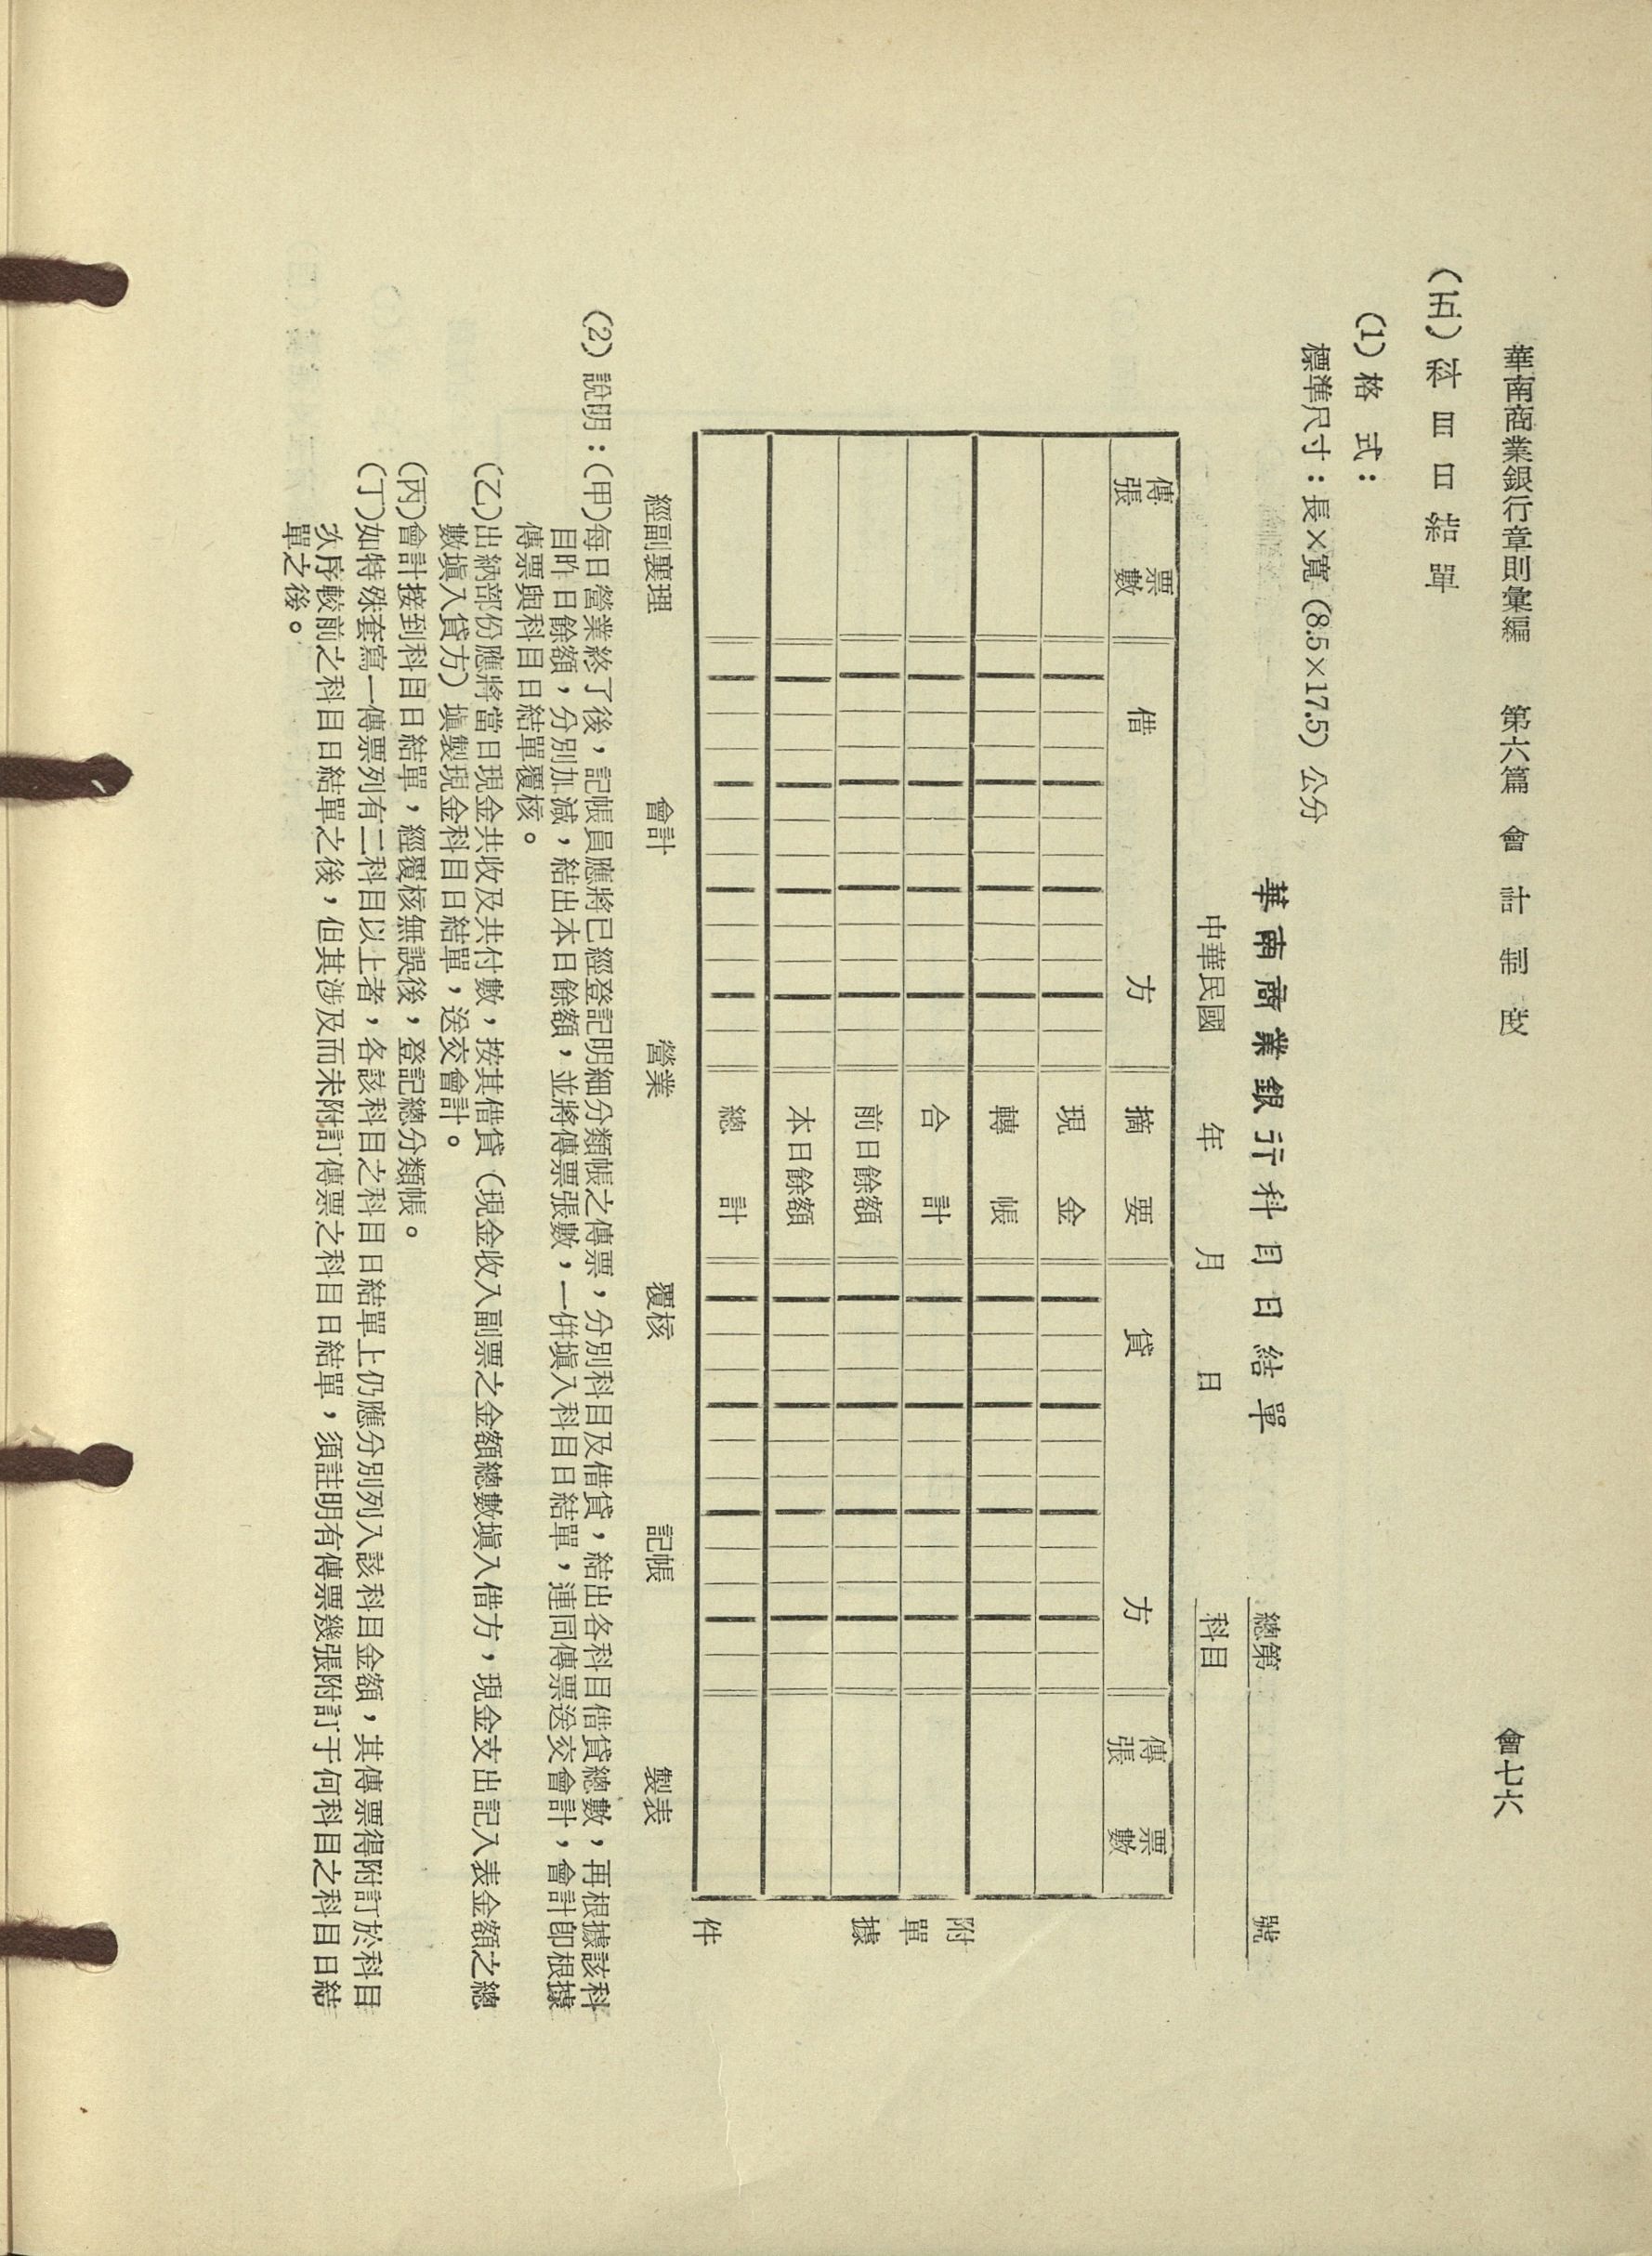 華南商業銀行章則彙編　第六篇　會計制度　會七六
(五) 科目日結單
(1) 格式：
標準尺寸：長×寬 (8.5×17.5) 公分
華南商業銀行科目日結單　總第　號
中華民國　年　月　日　科目
傳票張數　借方　摘要　貸方　傳票張數
現金
轉帳
合計
前日餘額
本日餘額
總計
附單據　件
經副襄理　會計　營業　覆核　記帳　製表
(2) 說明：(甲)每日營業終了後，記帳員應將已經登記明細分類帳之傳票，分別科目及借貸，結出各科目借貸總數，再根據該科
目昨日餘額，分別加減，結出本日餘額，並將傳票張數，一併填入科目日結單，連同傳票送交會計，會計卽根據
傳票與科目日結單覆核。
(乙)出納部份應將當日現金共收及共付數，按其借貸（現金收入副票之金額總數填入借方，現金支出記入表金額之總
數填入貸方）填製現金科目日結單，送交會計。
(丙)會計接到科目日結單，經覆核無誤後，登記總分類帳。
(丁)如特殊套寫一傳票列有二科目以上者，各該科目之科目日結單上仍應分別列入該科目金額，其傳票得附訂於科目
次序較前之科目日結單之後，但其涉及而未附訂傳票之科目日結單，須註明有傳票幾張附訂于何科目之科目日結
單之後。